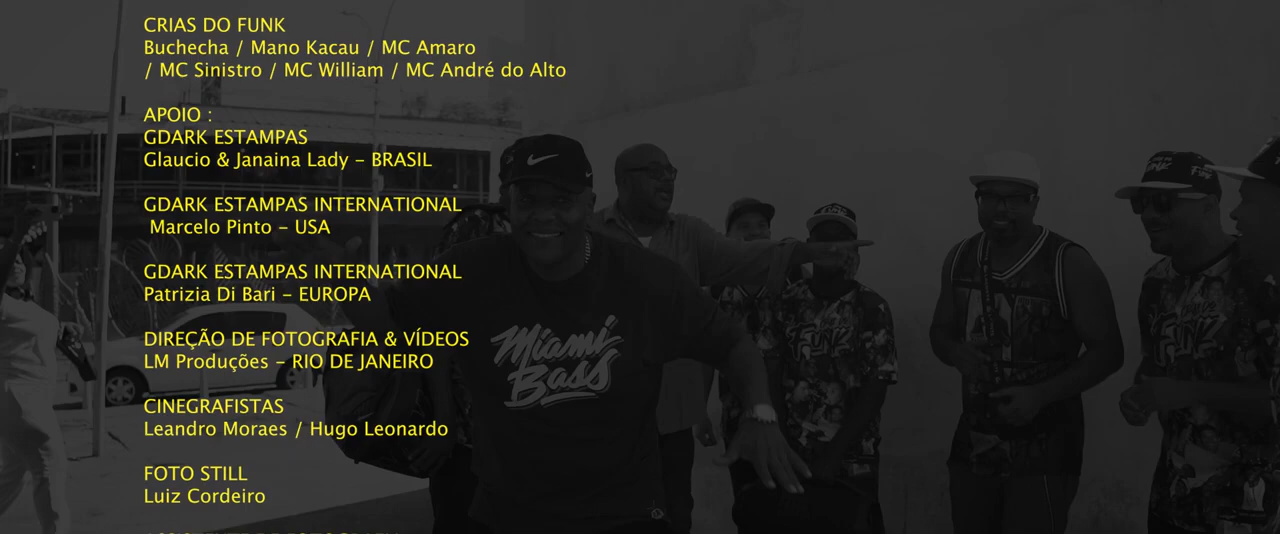 CRIAS DO FUNK
Buchecha / Mano Kacau / MC Amaro
/ MC Sinistro / MC William / MC André do Alto
APOIO :
GDARK ESTAMPAS
Glaucio & Janaina Lady – BRASIL
GDARK ESTAMPAS INTERNATIONAL
Marcelo Pinto – USA
GDARK ESTAMPAS INTERNATIONAL
Patrizia Di Bari – EUROPA
DIREÇÃO DE FOTOGRAFIA & VÍDEOS
LM Produções – RIO DE JANEIRO
CINEGRAFISTAS
Leandro Moraes / Hugo Leonardo
FOTO STILL
Luiz Cordeiro
Miami
Bass